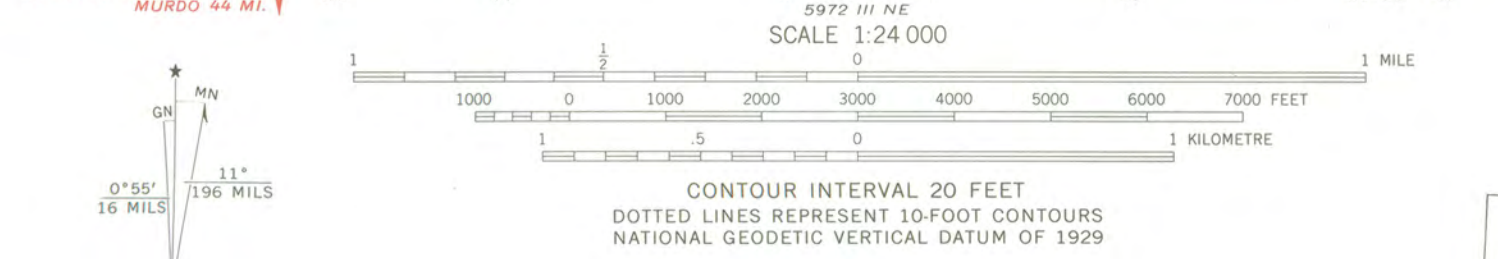 MURDO 44 MI.
5972 III NE
SCALE 1:24 000
1 ½ 0 1 MILE
1000 0 1000 2000 3000 4000 5000 6000 7000 FEET
1 .5 0 1 KILOMETRE
GN MN
0°55′ 11°
16 MILS 196 MILS
CONTOUR INTERVAL 20 FEET
DOTTED LINES REPRESENT 10-FOOT CONTOURS
NATIONAL GEODETIC VERTICAL DATUM OF 1929